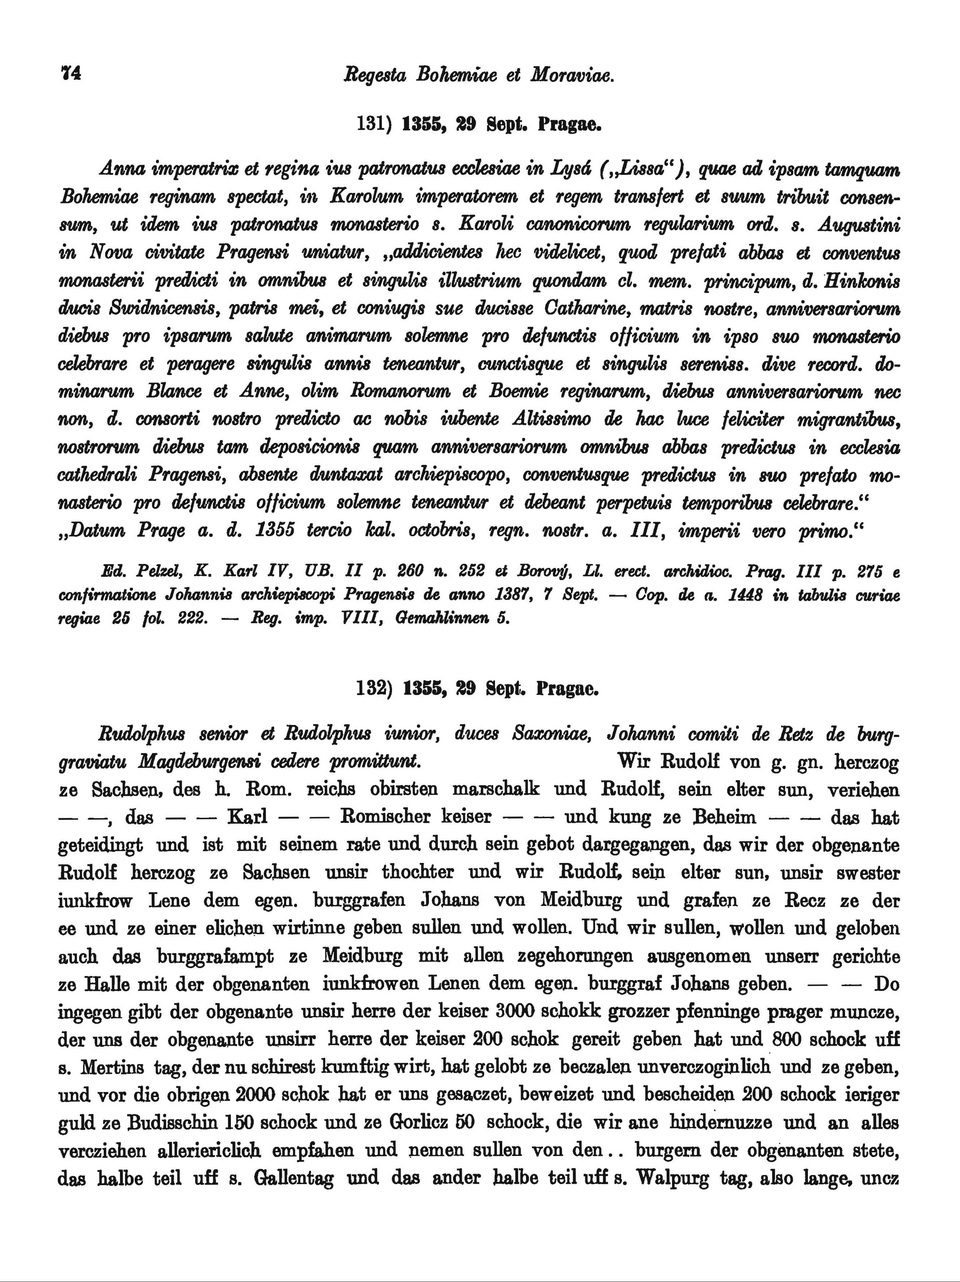 74 Regesta Bohemiae et Moraviae.
131) 1355, 29 Sept. Pragae.
Anna imperatrix et regina ius patronatus ecclesiae in Lysá („Lissa“), quae ad ipsam tamquam
Bohemiae reginam spectat, in Karolum imperatorem et regem transfert et suum tribuit consen-
sum, ut idem ius patronatus monasterio s. Karoli canonicorum regularium ord. s. Augustini
in Nova civitate Pragensi uniatur, „addicientes hec videlicet, quod prefati abbas et conventus
monasterii predicti in omnibus et singulis illustrium quondam cl. mem. principum, d. Hinkonis
ducis Swidnicensis, patris mei, et coniugis sue ducisse Catharine, matris nostre, anniversariorum
diebus pro ipsarum salute animarum solemne pro defunctis officium in ipso suo monasterio
celebrare et peragere singulis annis teneantur, cunctisque et singulis sereniss. dive record. do-
minarum Blance et Anne, olim Romanorum et Boemie reginarum, diebus anniversariorum nec
non, d. consorti nostro predicto ac nobis iubente Altissimo de hac luce feliciter migrantibus,
nostrorum diebus tam deposicionis quam anniversariorum omnibus abbas predictus in ecclesia
cathedrali Pragensi, absente duntaxat archiepiscopo, conventusque predictus in suo prefato mo-
nasterio pro defunctis officium solemne teneantur et debeant perpetuis temporibus celebrare.“
„Datum Prage a. d. 1355 tercio kal. octobris, regn. nostr. a. III, imperii vero primo.“
Ed. Pelzel, K. Karl IV, UB. II p. 260 n. 252 et Borový, Ll. erect. archidioc. Prag. III p. 275 e
confirmatione Johannis archiepiscopi Pragensis de anno 1387, 7 Sept. — Cop. de a. 1448 in tabulis curiae
regiae 25 fol. 222. — Reg. imp. VIII, Gemahlinnen 5.
132) 1355, 29 Sept. Pragae.
Rudolphus senior et Rudolphus iunior, duces Saxoniae, Johanni comiti de Retz de burg-
graviatu Magdeburgensi cedere promittunt. Wir Rudolf von g. gn. herczog
ze Sachsen, des h. Rom. reichs obirsten marschalk und Rudolf, sein elter sun, veriehen
— —, das — — Karl — — Romischer keiser — — und kung ze Beheim — — das hat
geteidingt und ist mit seinem rate und durch sein gebot dargegangen, das wir der obgenante
Rudolf herczog ze Sachsen unsir thochter und wir Rudolf, sein elter sun, unsir swester
iunkfrow Lene dem egen. burggrafen Johans von Meidburg und grafen ze Recz ze der
ee und ze einer elichen wirtinne geben sullen und wollen. Und wir sullen, wollen und geloben
auch das burggrafampt ze Meidburg mit allen zegehorungen ausgenomen unserr gerichte
ze Halle mit der obgenanten iunkfrowen Lenen dem egen. burggraf Johans geben. — — Do
ingegen gibt der obgenante unsir herre der keiser 3000 schokk grozzer pfenninge prager muncze,
der uns der obgenante unsirr herre der keiser 200 schok gereit geben hat und 800 schock uff
s. Mertins tag, der nu schirest kumftig wirt, hat gelobt ze beczalen unverczoginlich und ze geben,
und vor die obrigen 2000 schok hat er uns gesaczet, beweizet und bescheiden 200 schock ieriger
guld ze Budisschin 150 schock und ze Gorlicz 50 schock, die wir ane hindernuzze und an alles
vercziehen alleriericlich empfahen und nemen sullen von den . . burgern der obgenanten stete,
das halbe teil uff s. Gallentag und das ander halbe teil uff s. Walpurg tag, also lange, uncz